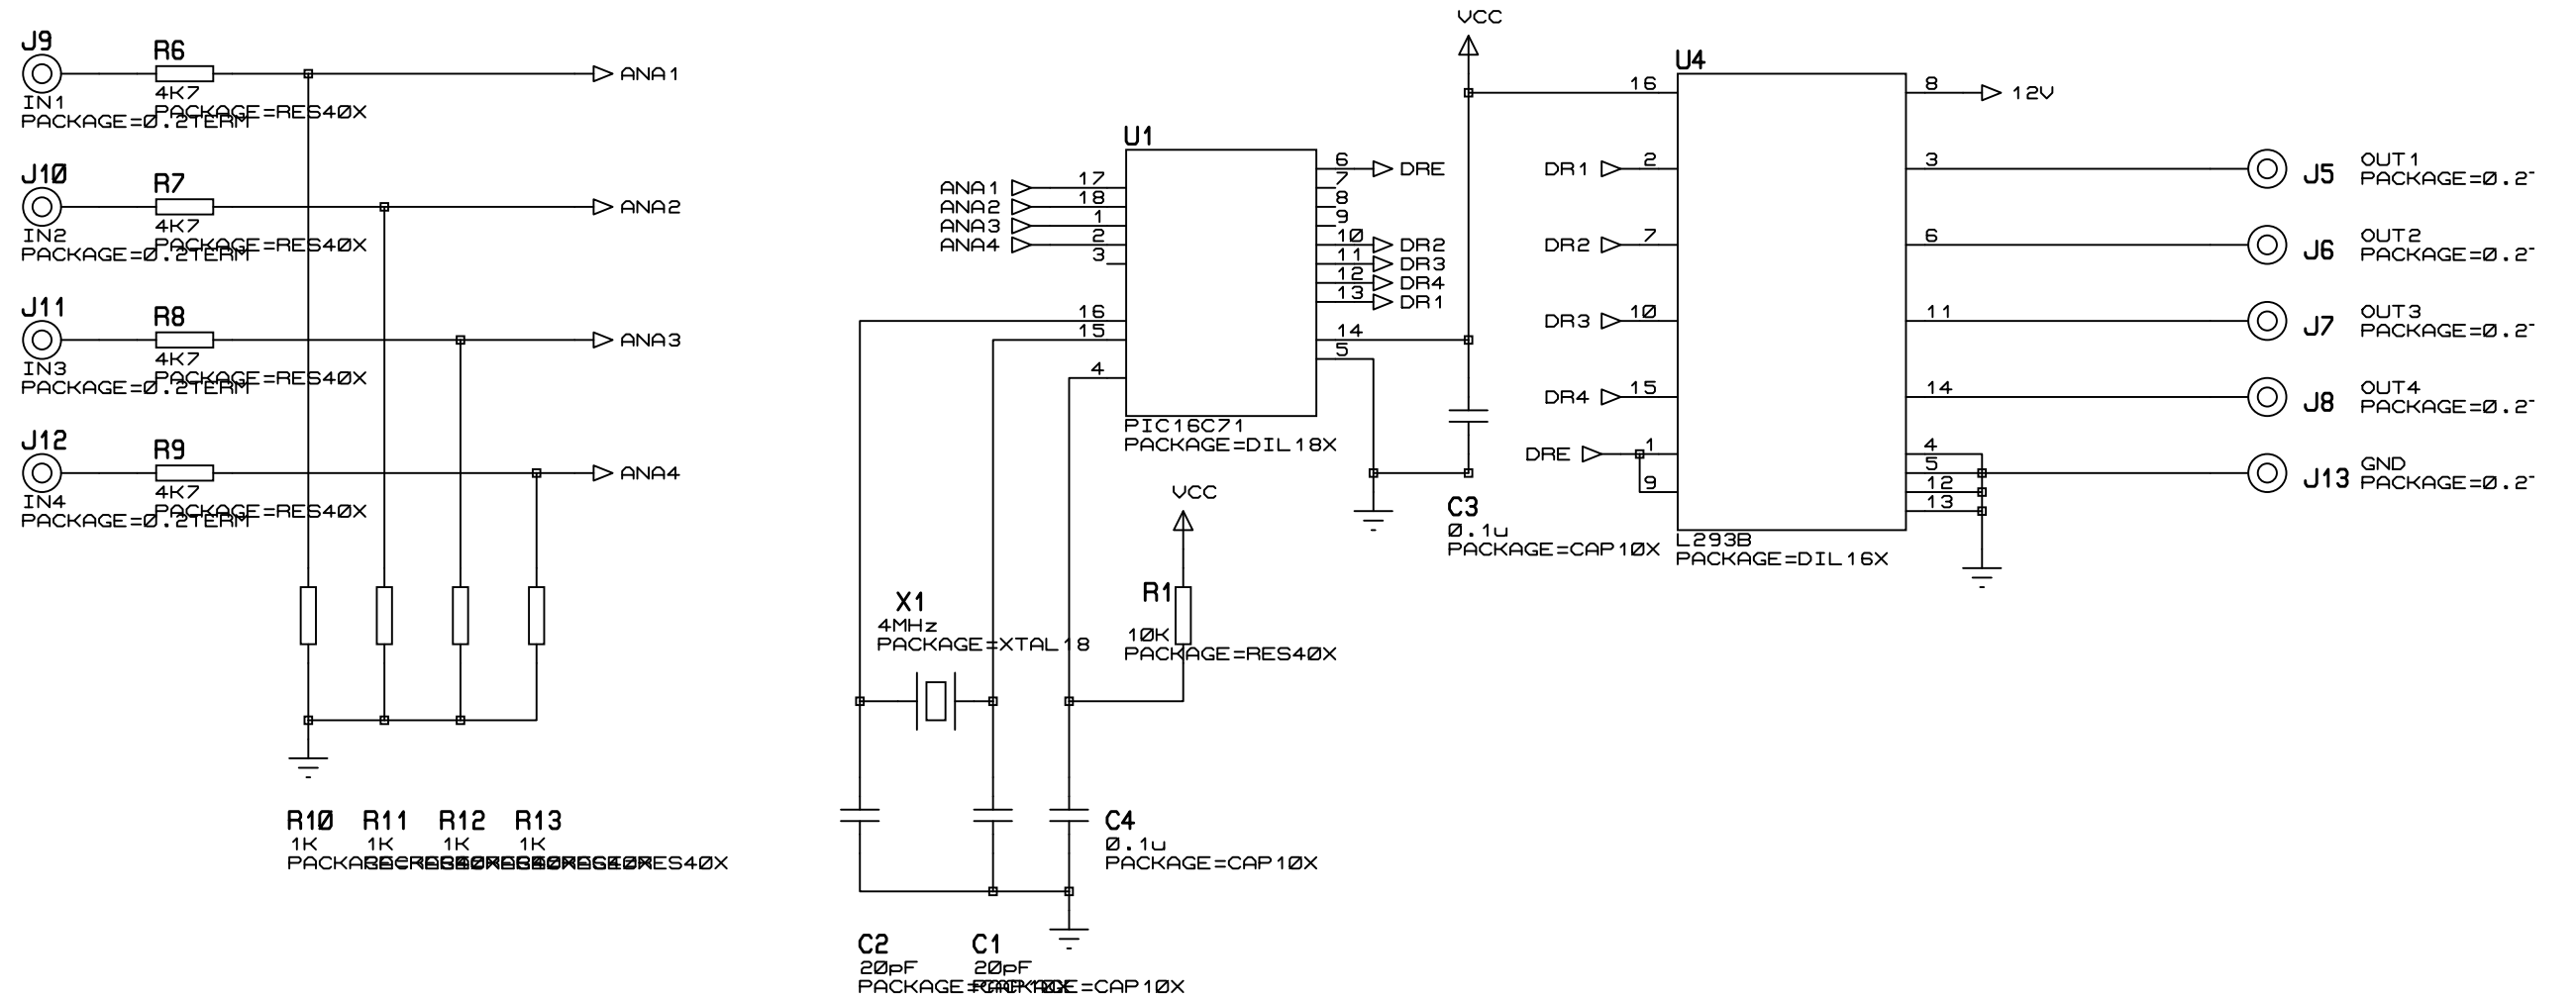 J9
R6
IN1
4K7
PACKAGE=RES40X
PACKAGE=0.2TERM
ANA1
J10
R7
IN2
4K7
PACKAGE=RES40X
PACKAGE=0.2TERM
ANA2
J11
R8
IN3
4K7
PACKAGE=RES40X
PACKAGE=0.2TERM
ANA3
J12
R9
IN4
4K7
PACKAGE=RES40X
PACKAGE=0.2TERM
ANA4
R10 R11 R12 R13
1K 1K 1K 1K
U1
ANA1 17
ANA2 18
ANA3 1
ANA4 2
3
16
15
4
6 DRE
7
8
9
10 DR2
11 DR3
12 DR4
13 DR1
14
5
PIC16C71
PACKAGE=DIL18X
VCC
X1
4MHz
PACKAGE=XTAL18
VCC
R1
10K
PACKAGE=RES40X
C3
0.1u
PACKAGE=CAP10X
C4
0.1u
PACKAGE=CAP10X
C2 C1
20pF 20pF
PACKAGE=CAP10X
U4
16
DR1 2
DR2 7
DR3 10
DR4 15
DRE 1
9
8 12V
3
6
11
14
4
5
12
13
L293B
PACKAGE=DIL16X
J5 OUT1
PACKAGE=0.2
J6 OUT2
PACKAGE=0.2
J7 OUT3
PACKAGE=0.2
J8 OUT4
PACKAGE=0.2
J13 GND
PACKAGE=0.2